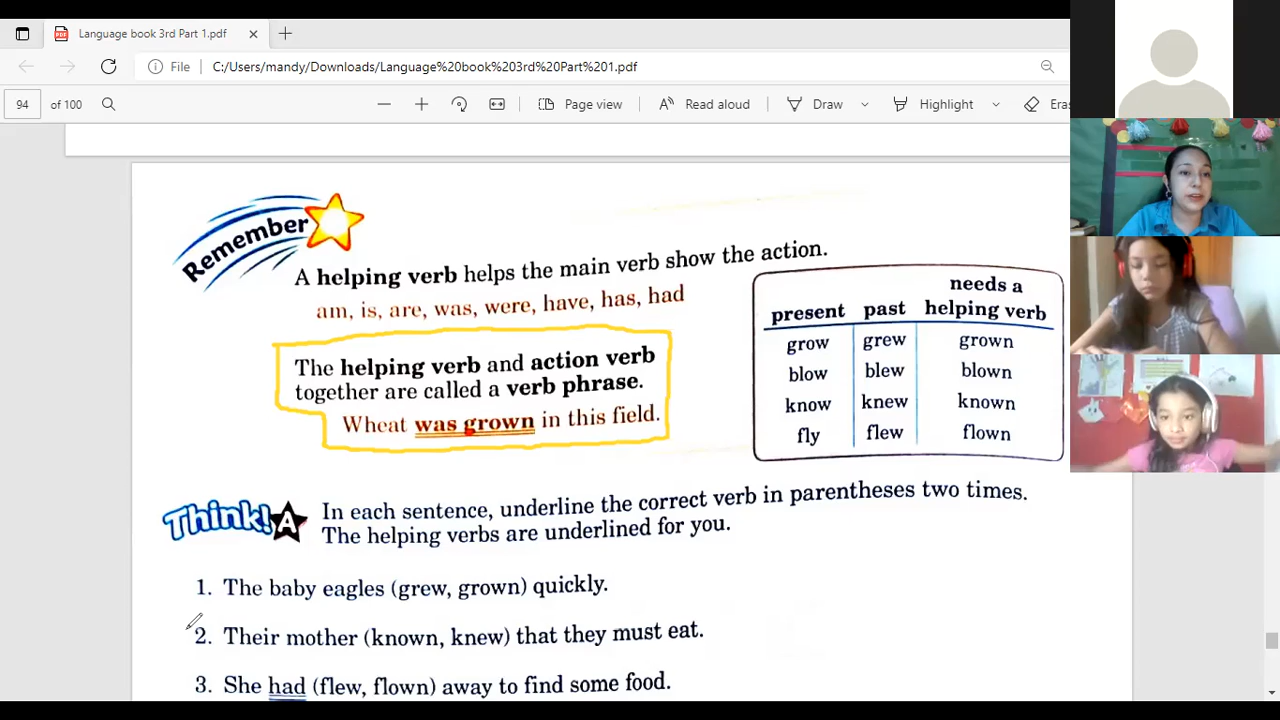 Language book 3rd Part 1.pdf
File C:/Users/mandy/Downloads/Language%20book%203rd%20Part%201.pdf
94 of 100 Page view Read aloud Draw Highlight Eras
Remember
A helping verb helps the main verb show the action.
am, is, are, was, were, have, has, had
The helping verb and action verb
together are called a verb phrase.
Wheat was grown in this field.
needs a
present past helping verb
grow grew grown
blow blew blown
know knew known
fly flew flown
Think! A In each sentence, underline the correct verb in parentheses two times.
The helping verbs are underlined for you.
1. The baby eagles (grew, grown) quickly.
2. Their mother (known, knew) that they must eat.
3. She had (flew, flown) away to find some food.